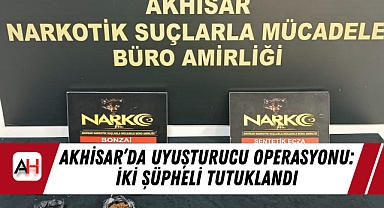 AKHİSAR
NARKOTİK SUÇLARLA MÜCADELE
BÜRO AMİRLİĞİ
NARKO
BONZAİ
NARKO
SENTETİK ECZA
AH
AKHİSAR'DA UYUŞTURUCU OPERASYONU:
İKİ ŞÜPHELİ TUTUKLANDI